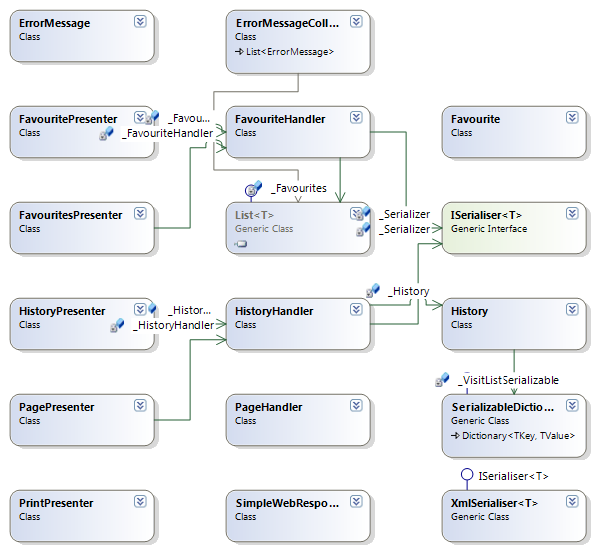 ErrorMessage
Class
ErrorMessageColl...
Class
List<ErrorMessage>
FavouritePresenter
Class
_Favou...
_FavouriteHandler
FavouriteHandler
Class
Favourite
Class
FavouritesPresenter
Class
_Favourites
List<T>
Generic Class
_Serializer
_Serializer
ISerialiser<T>
Generic Interface
HistoryPresenter
Class
_Histor...
_HistoryHandler
HistoryHandler
Class
_History
History
Class
_VisitListSerializable
PagePresenter
Class
PageHandler
Class
SerializableDictio...
Generic Class
Dictionary<TKey, TValue>
ISerialiser<T>
PrintPresenter
Class
SimpleWebRespo...
Class
XmlSerialiser<T>
Generic Class